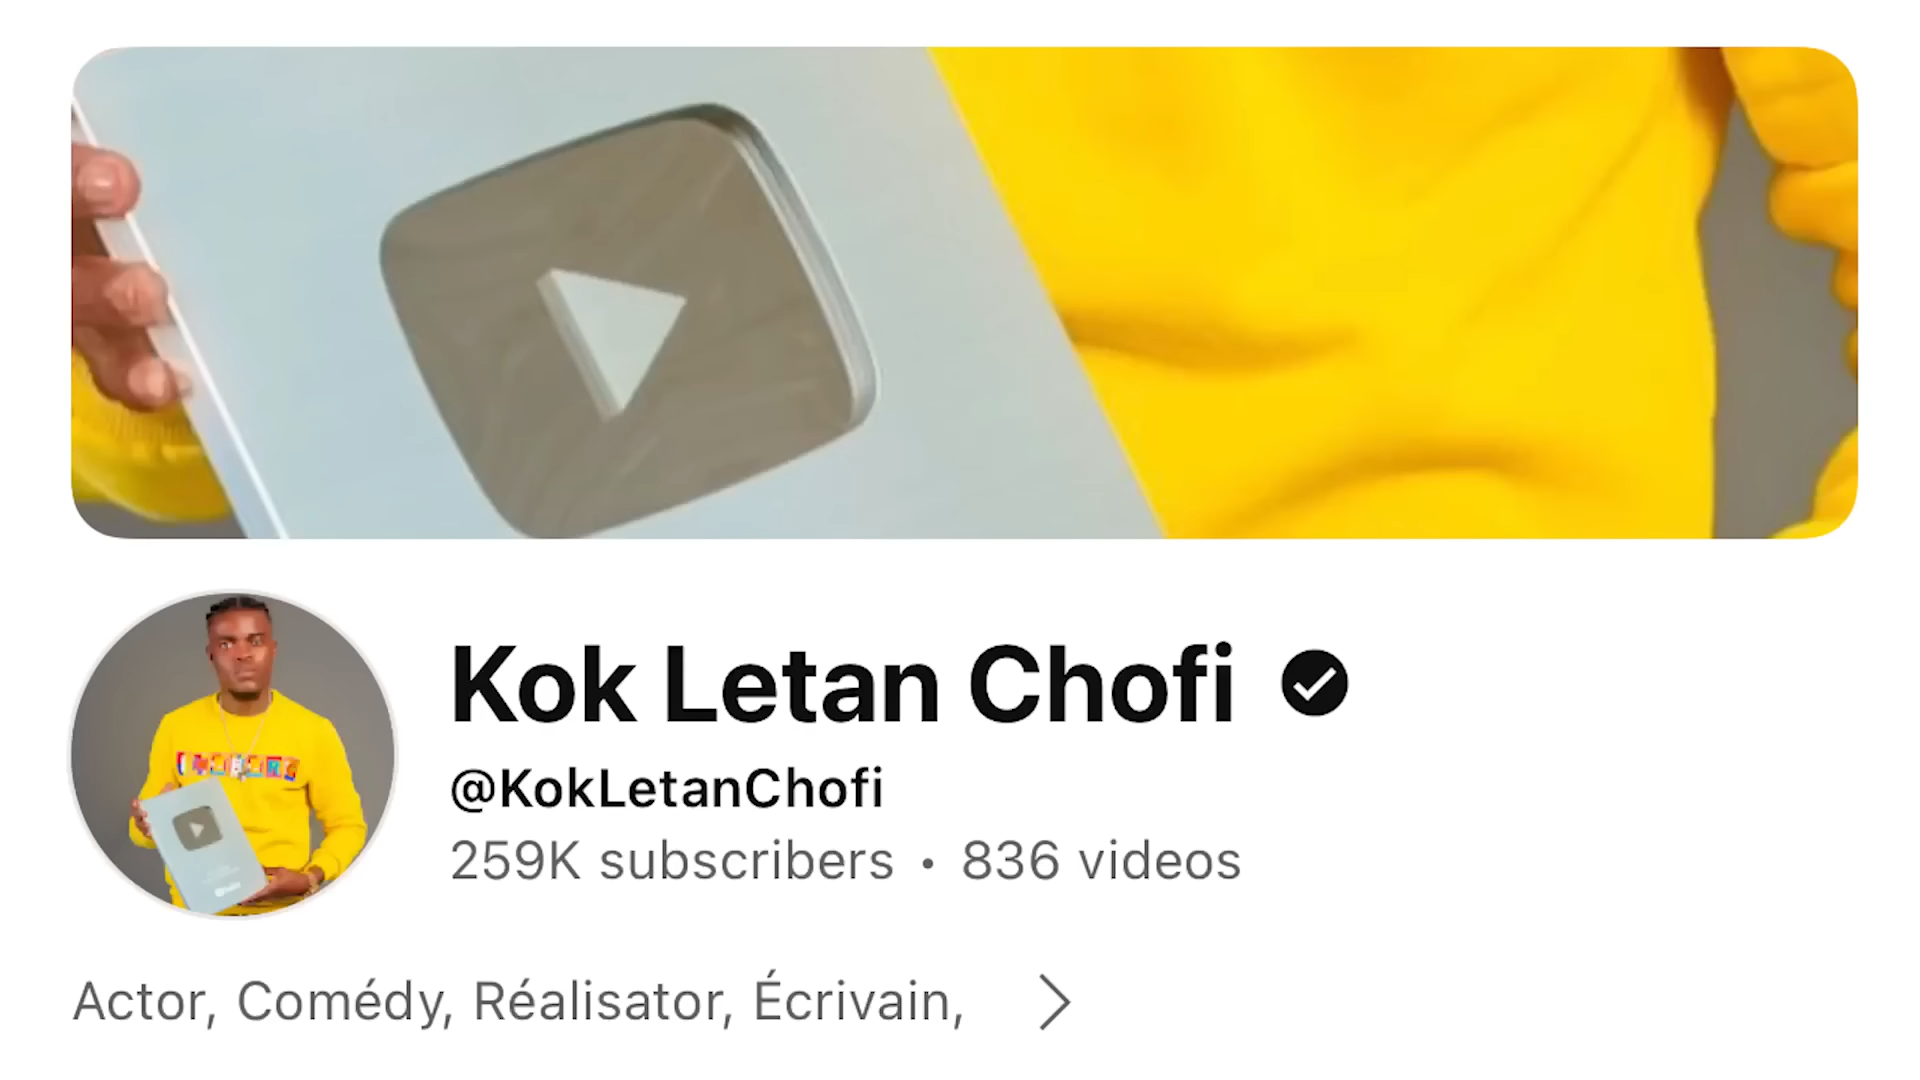 Kok Letan Chofi
@KokLetanChofi
259K subscribers • 836 videos
Actor, Comédy, Réalisator, Écrivain,